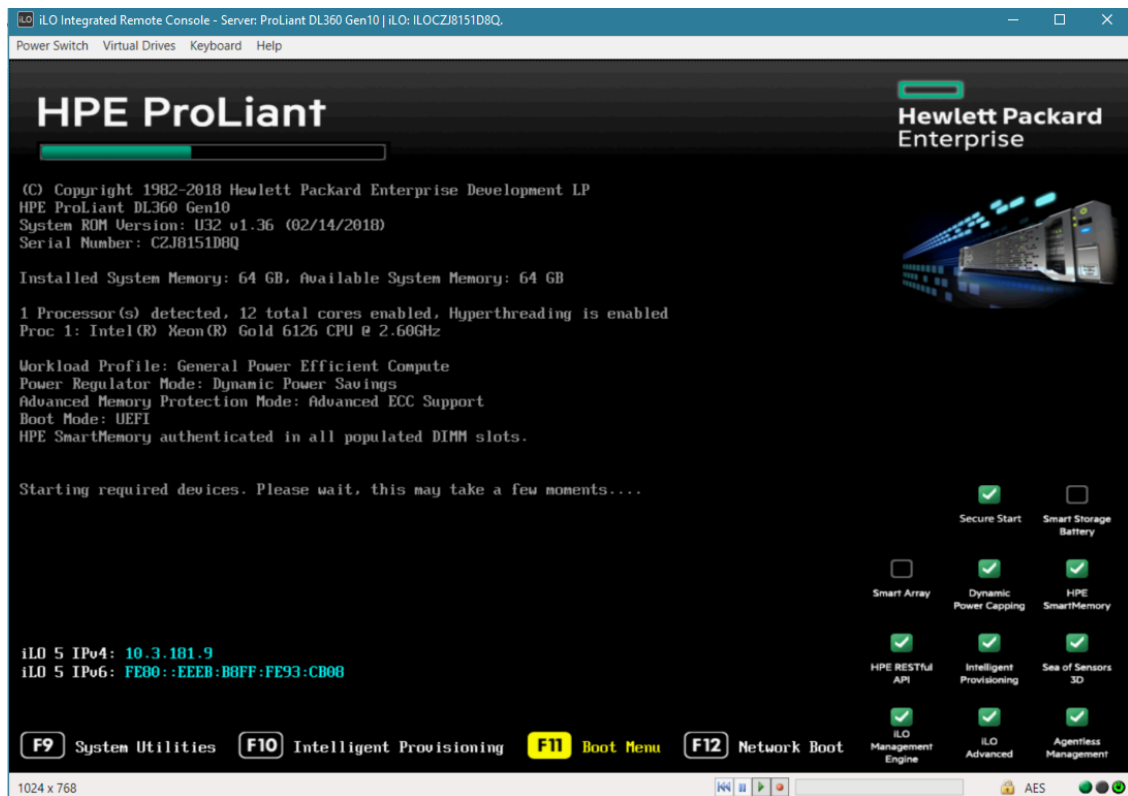 iLO Integrated Remote Console - Server: ProLiant DL360 Gen10 | iLO: ILOCZJ8151D8Q.
Power Switch Virtual Drives Keyboard Help
HPE ProLiant
Hewlett Packard
Enterprise
(C) Copyright 1982-2018 Hewlett Packard Enterprise Development LP
HPE ProLiant DL360 Gen10
System ROM Version: U32 v1.36 (02/14/2018)
Serial Number: CZJ8151D8Q
Installed System Memory: 64 GB, Available System Memory: 64 GB
1 Processor(s) detected, 12 total cores enabled, Hyperthreading is enabled
Proc 1: Intel(R) Xeon(R) Gold 6126 CPU @ 2.60GHz
Workload Profile: General Power Efficient Compute
Power Regulator Mode: Dynamic Power Savings
Advanced Memory Protection Mode: Advanced ECC Support
Boot Mode: UEFI
HPE SmartMemory authenticated in all populated DIMM slots.
Starting required devices. Please wait, this may take a few moments....
Secure Start
Smart Storage
Battery
Smart Array
Dynamic
Power Capping
HPE
SmartMemory
iLO 5 IPv4: 10.3.181.9
iLO 5 IPv6: FE80::EEEB:B8FF:FE93:CB08
HPE RESTful
API
Intelligent
Provisioning
Sea of Sensors
3D
iLO
Management
Engine
iLO
Advanced
Agentless
Management
F9 System Utilities F10 Intelligent Provisioning F11 Boot Menu F12 Network Boot
1024 x 768
AES